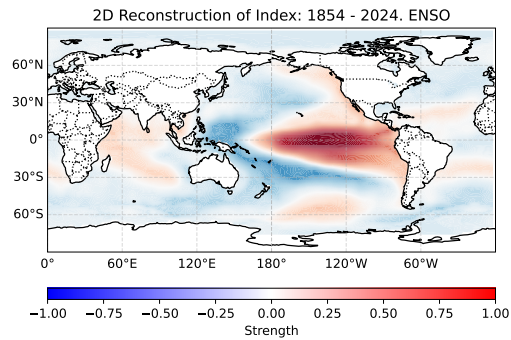 2D Reconstruction of Index: 1854 - 2024. ENSO
60°N
30°N
0°
30°S
60°S
0° 60°E 120°E 180° 120°W 60°W
−1.00 −0.75 −0.50 −0.25 0.00 0.25 0.50 0.75 1.00
Strength